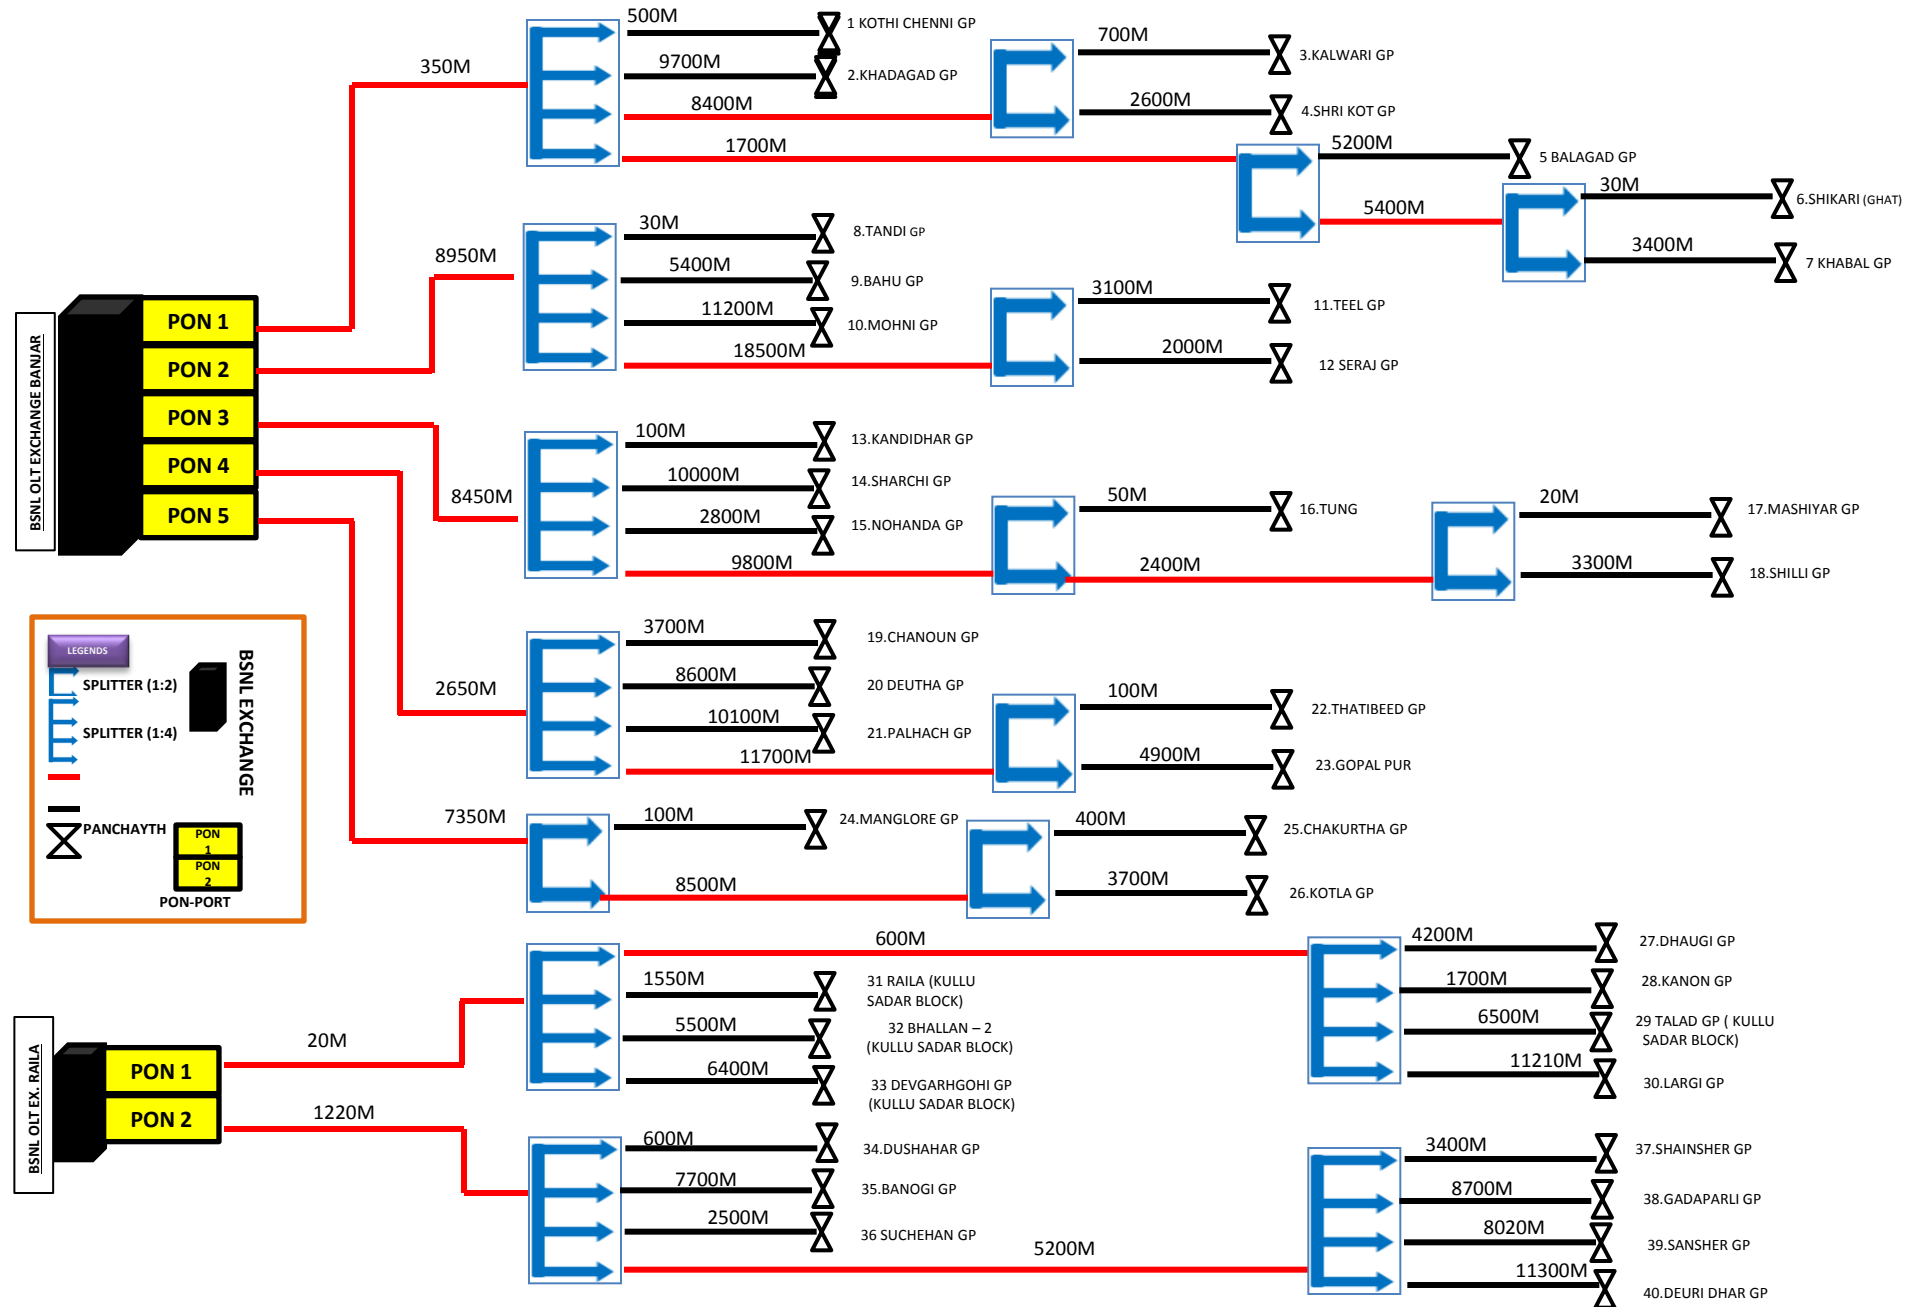 500M
1 KOTHI CHENNI GP
9700M
2.KHADAGAD GP
350M
8400M
1700M
700M
3.KALWARI GP
2600M
4.SHRI KOT GP
5200M
5 BALAGAD GP
5400M
30M
6.SHIKARI (GHAT)
3400M
7 KHABAL GP
8950M
30M
8.TANDI GP
5400M
9.BAHU GP
11200M
10.MOHNI GP
18500M
3100M
11.TEEL GP
2000M
12 SERAJ GP
BSNL OLT EXCHANGE BANJAR
PON 1
PON 2
PON 3
PON 4
PON 5
8450M
100M
13.KANDIDHAR GP
10000M
14.SHARCHI GP
2800M
15.NOHANDA GP
9800M
50M
16.TUNG
2400M
20M
17.MASHIYAR GP
3300M
18.SHILLI GP
2650M
3700M
19.CHANOUN GP
8600M
20 DEUTHA GP
10100M
21.PALHACH GP
11700M
100M
22.THATIBEED GP
4900M
23.GOPAL PUR
7350M
100M
24.MANGLORE GP
8500M
400M
25.CHAKURTHA GP
3700M
26.KOTLA GP
LEGENDS
SPLITTER (1:2)
SPLITTER (1:4)
BSNL EXCHANGE
PANCHAYTH
PON
1
PON
2
PON-PORT
BSNL OLT EX. RAILA
PON 1
PON 2
20M
1220M
600M
1550M
31 RAILA (KULLU
SADAR BLOCK)
5500M
32 BHALLAN – 2
(KULLU SADAR BLOCK)
6400M
33 DEVGARHGOHI GP
(KULLU SADAR BLOCK)
4200M
27.DHAUGI GP
1700M
28.KANON GP
6500M
29 TALAD GP ( KULLU
SADAR BLOCK)
11210M
30.LARGI GP
600M
34.DUSHAHAR GP
7700M
35.BANOGI GP
2500M
36 SUCHEHAN GP
5200M
3400M
37.SHAINSHER GP
8700M
38.GADAPARLI GP
8020M
39.SANSHER GP
11300M
40.DEURI DHAR GP